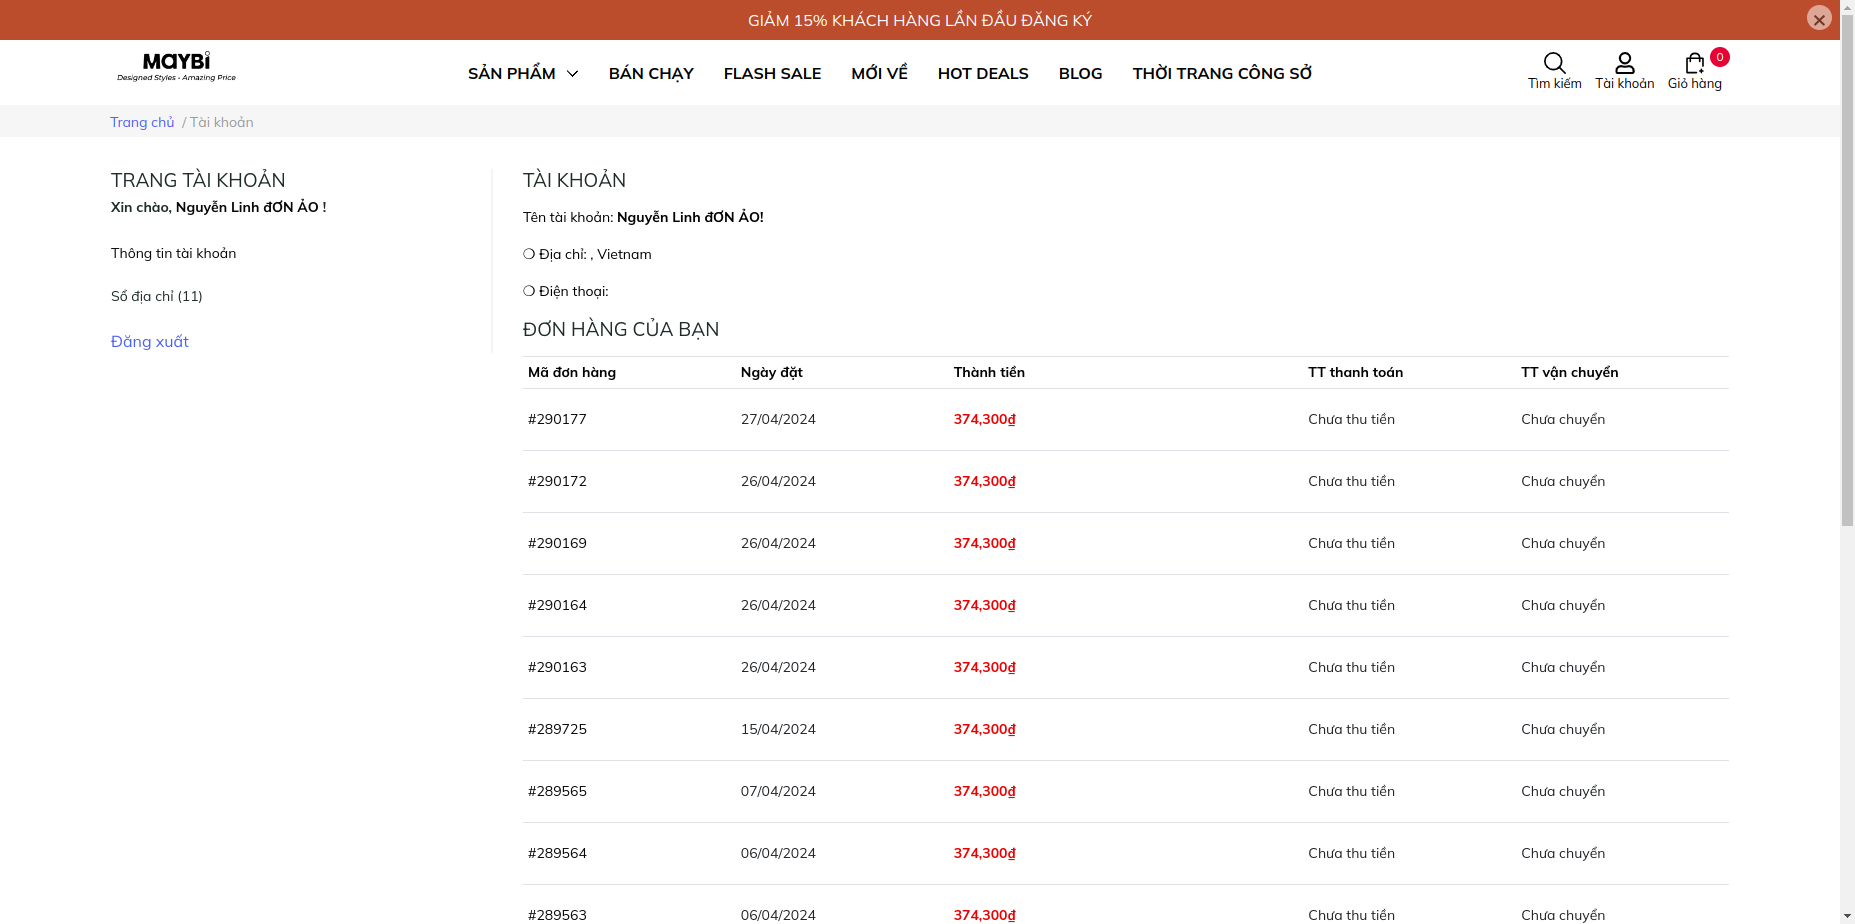 GIẢM 15% KHÁCH HÀNG LẦN ĐẦU ĐĂNG KÝ
MAYBi
Designed Styles - Amazing Price
SẢN PHẨM BÁN CHẠY FLASH SALE MỚI VỀ HOT DEALS BLOG THỜI TRANG CÔNG SỞ
0
Tìm kiếm Tài khoản Giỏ hàng
Trang chủ / Tài khoản
TRANG TÀI KHOẢN
Xin chào, Nguyễn Linh đƠN ẢO !
Thông tin tài khoản
Sổ địa chỉ (11)
Đăng xuất
TÀI KHOẢN
Tên tài khoản: Nguyễn Linh đƠN ẢO!
Địa chỉ: , Vietnam
Điện thoại:
ĐƠN HÀNG CỦA BẠN
Mã đơn hàng Ngày đặt Thành tiền TT thanh toán TT vận chuyển
#290177 27/04/2024 374,300₫ Chưa thu tiền Chưa chuyển
#290172 26/04/2024 374,300₫ Chưa thu tiền Chưa chuyển
#290169 26/04/2024 374,300₫ Chưa thu tiền Chưa chuyển
#290164 26/04/2024 374,300₫ Chưa thu tiền Chưa chuyển
#290163 26/04/2024 374,300₫ Chưa thu tiền Chưa chuyển
#289725 15/04/2024 374,300₫ Chưa thu tiền Chưa chuyển
#289565 07/04/2024 374,300₫ Chưa thu tiền Chưa chuyển
#289564 06/04/2024 374,300₫ Chưa thu tiền Chưa chuyển
#289563 06/04/2024 374,300₫ Chưa thu tiền Chưa chuyển